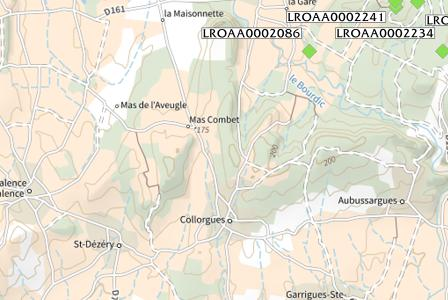 la Gare
D161
la Maisonnette
LROAA0002241
LROAA0002086
LROAA0002234
le Bourdic
Mas de l'Aveugle
Mas Combet
175
200
200
alence
lence
Aubussargues
Collorgues
St-Dézéry
Garrigues-Ste-